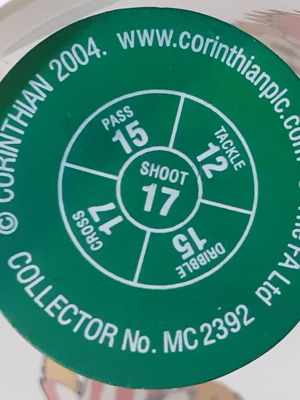 © CORINTHIAN 2004. www.corinthianplc.com
FA Ltd
PASS
15
TACKLE
12
SHOOT
17
CROSS
17
DRIBBLE
15
COLLECTOR No. MC2392